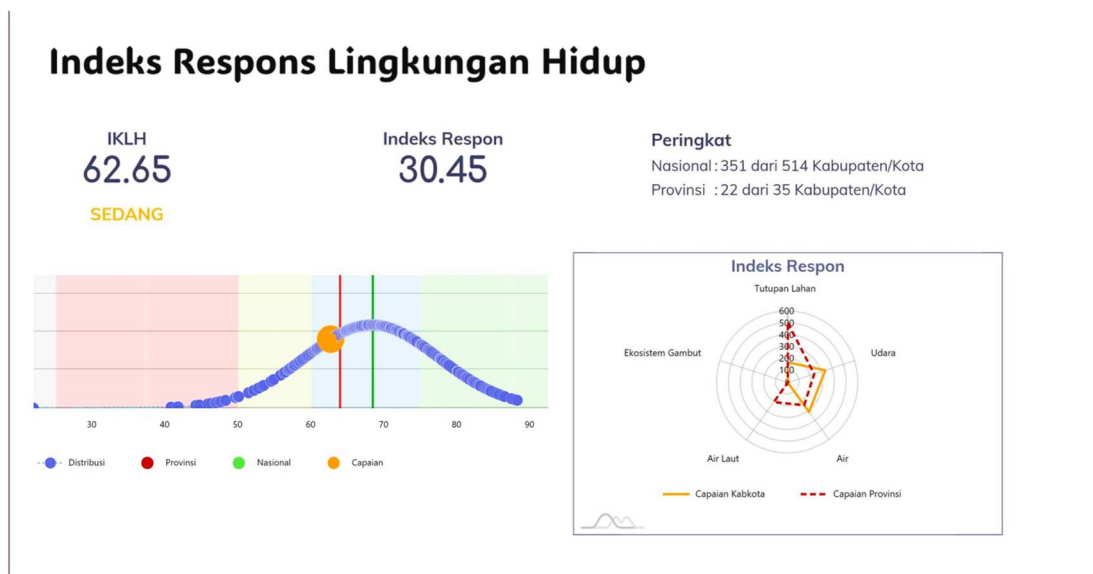 Indeks Respons Lingkungan Hidup
IKLH
62.65
SEDANG
Indeks Respon
30.45
Peringkat
Nasional : 351 dari 514 Kabupaten/Kota
Provinsi : 22 dari 35 Kabupaten/Kota
30 40 50 60 70 80 90
Distribusi Provinsi Nasional Capaian
Indeks Respon
Tutupan Lahan
600
500
400
300
200
100
Ekosistem Gambut
Udara
Air Laut
Air
Capaian Kabkota Capaian Provinsi